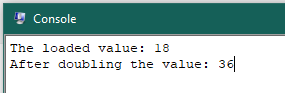 Console
The loaded value: 18
After doubling the value: 36